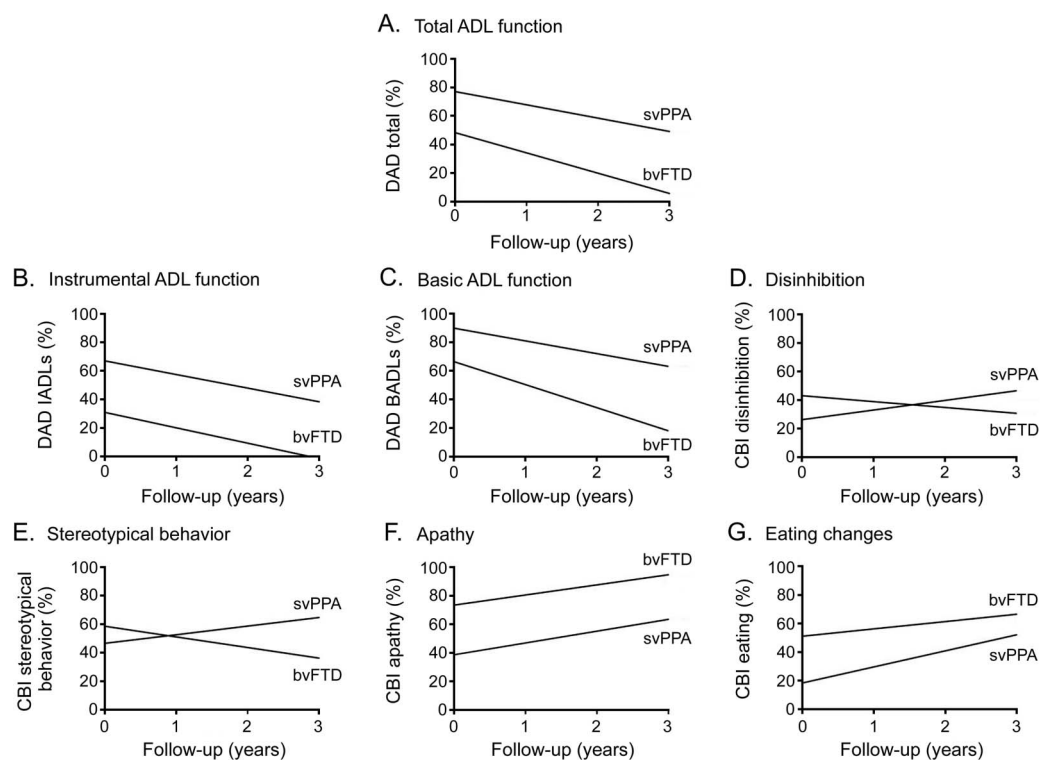 A. Total ADL function
DAD total (%)
100
80
60
40
20
0
svPPA
bvFTD
0 1 2 3
Follow-up (years)
B. Instrumental ADL function
DAD IADLs (%)
100
80
60
40
20
0
svPPA
bvFTD
0 1 2 3
Follow-up (years)
C. Basic ADL function
DAD BADLs (%)
100
80
60
40
20
0
svPPA
bvFTD
0 1 2 3
Follow-up (years)
D. Disinhibition
CBI disinhibition (%)
100
80
60
40
20
0
svPPA
bvFTD
0 1 2 3
Follow-up (years)
E. Stereotypical behavior
CBI stereotypical
behavior (%)
100
80
60
40
20
0
svPPA
bvFTD
0 1 2 3
Follow-up (years)
F. Apathy
CBI apathy (%)
100
80
60
40
20
0
bvFTD
svPPA
0 1 2 3
Follow-up (years)
G. Eating changes
CBI eating (%)
100
80
60
40
20
0
bvFTD
svPPA
0 1 2 3
Follow-up (years)